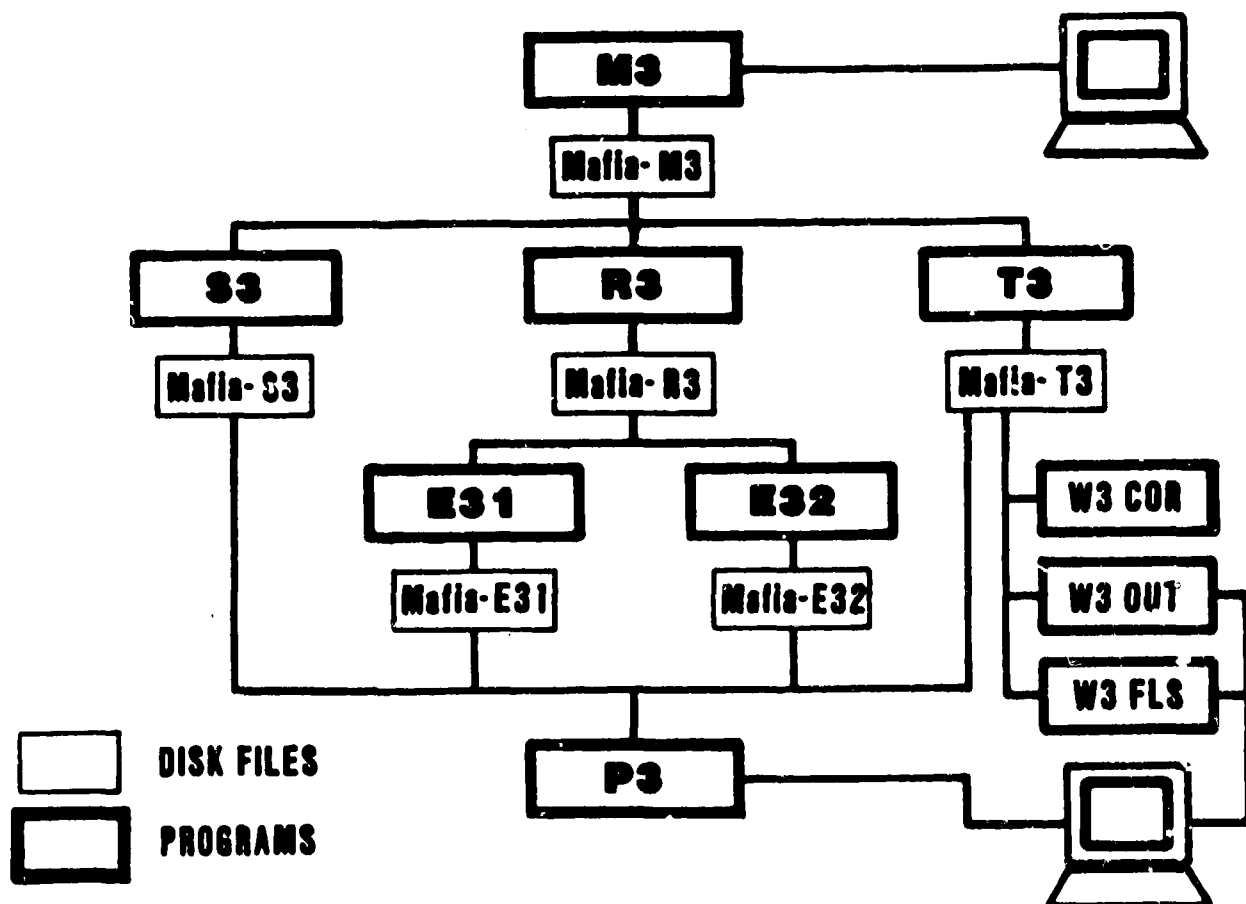 M3
Mafia-M3
S3
R3
T3
Mafia-S3
Mafia-R3
Mafia-T3
E31
E32
W3 COR
Mafia-E31
Mafia-E32
W3 OUT
W3 FLS
P3
DISK FILES
PROGRAMS